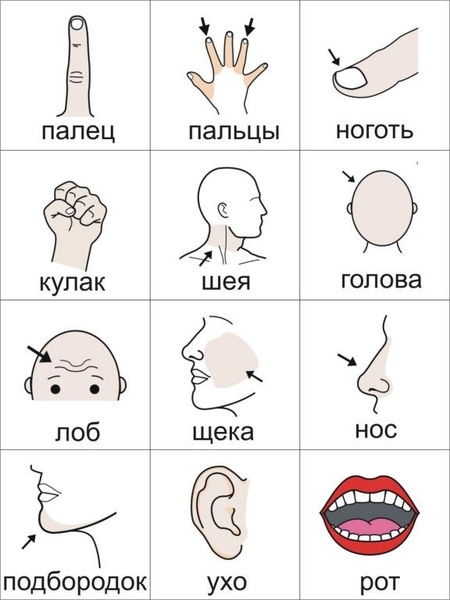 палец
пальцы
ноготь
кулак
шея
голова
лоб
щека
нос
подбородок
ухо
рот